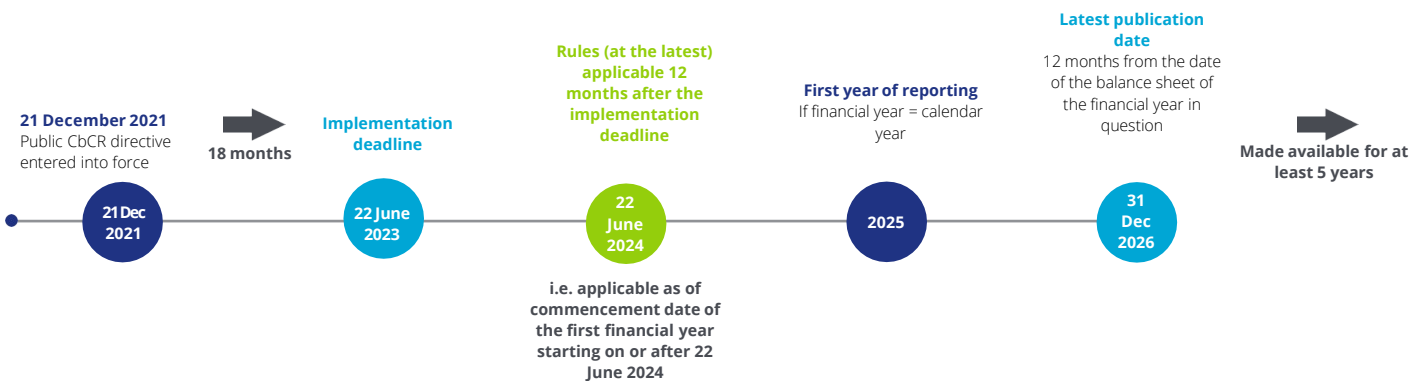 21 December 2021
Public CbCR directive
entered into force
18 months
Implementation
deadline
Rules (at the latest)
applicable 12
months after the
implementation
deadline
First year of reporting
If financial year = calendar
year
Latest publication
date
12 months from the date
of the balance sheet of
the financial year in
question
Made available for at
least 5 years
21 Dec
2021
22 June
2023
22
June
2024
2025
31
Dec
2026
i.e. applicable as of
commencement date of
the first financial year
starting on or after 22
June 2024